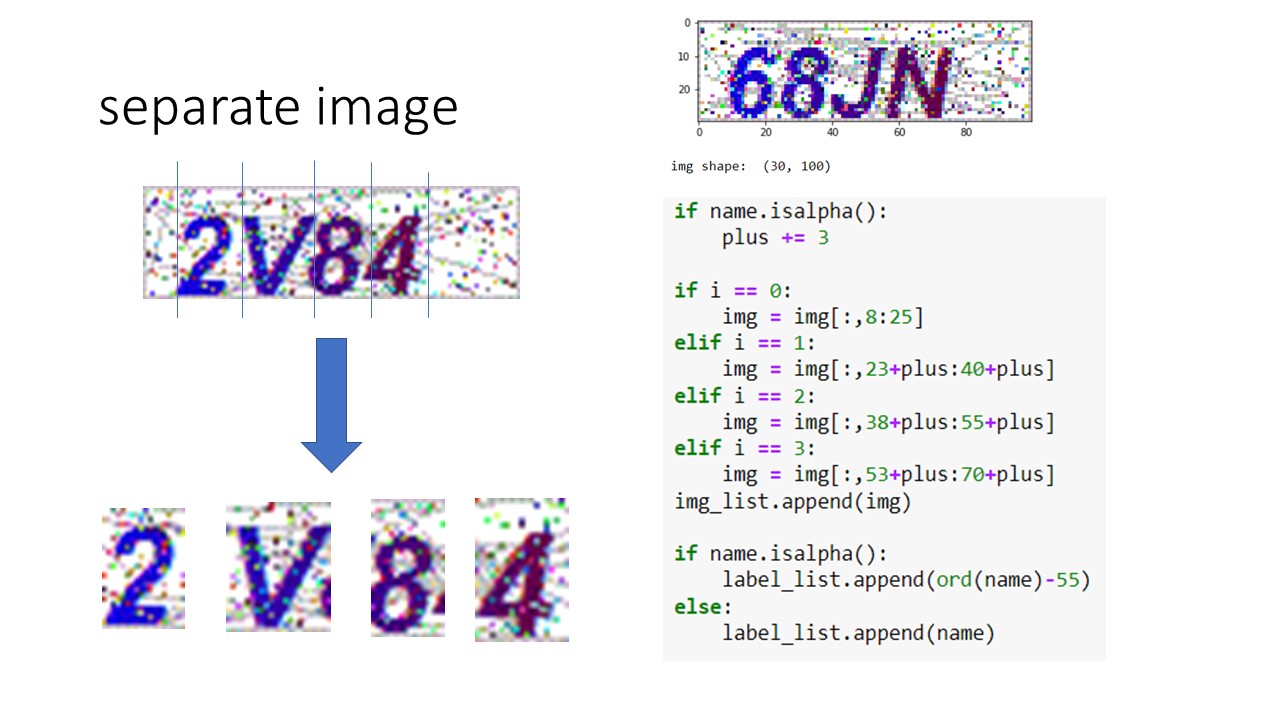 separate image
2V84
2 V 8 4
0
10
20
68JN
0 20 40 60 80
img shape:  (30, 100)
if name.isalpha():
    plus += 3
if i == 0:
    img = img[:,8:25]
elif i == 1:
    img = img[:,23+plus:40+plus]
elif i == 2:
    img = img[:,38+plus:55+plus]
elif i == 3:
    img = img[:,53+plus:70+plus]
img_list.append(img)
if name.isalpha():
    label_list.append(ord(name)-55)
else:
    label_list.append(name)